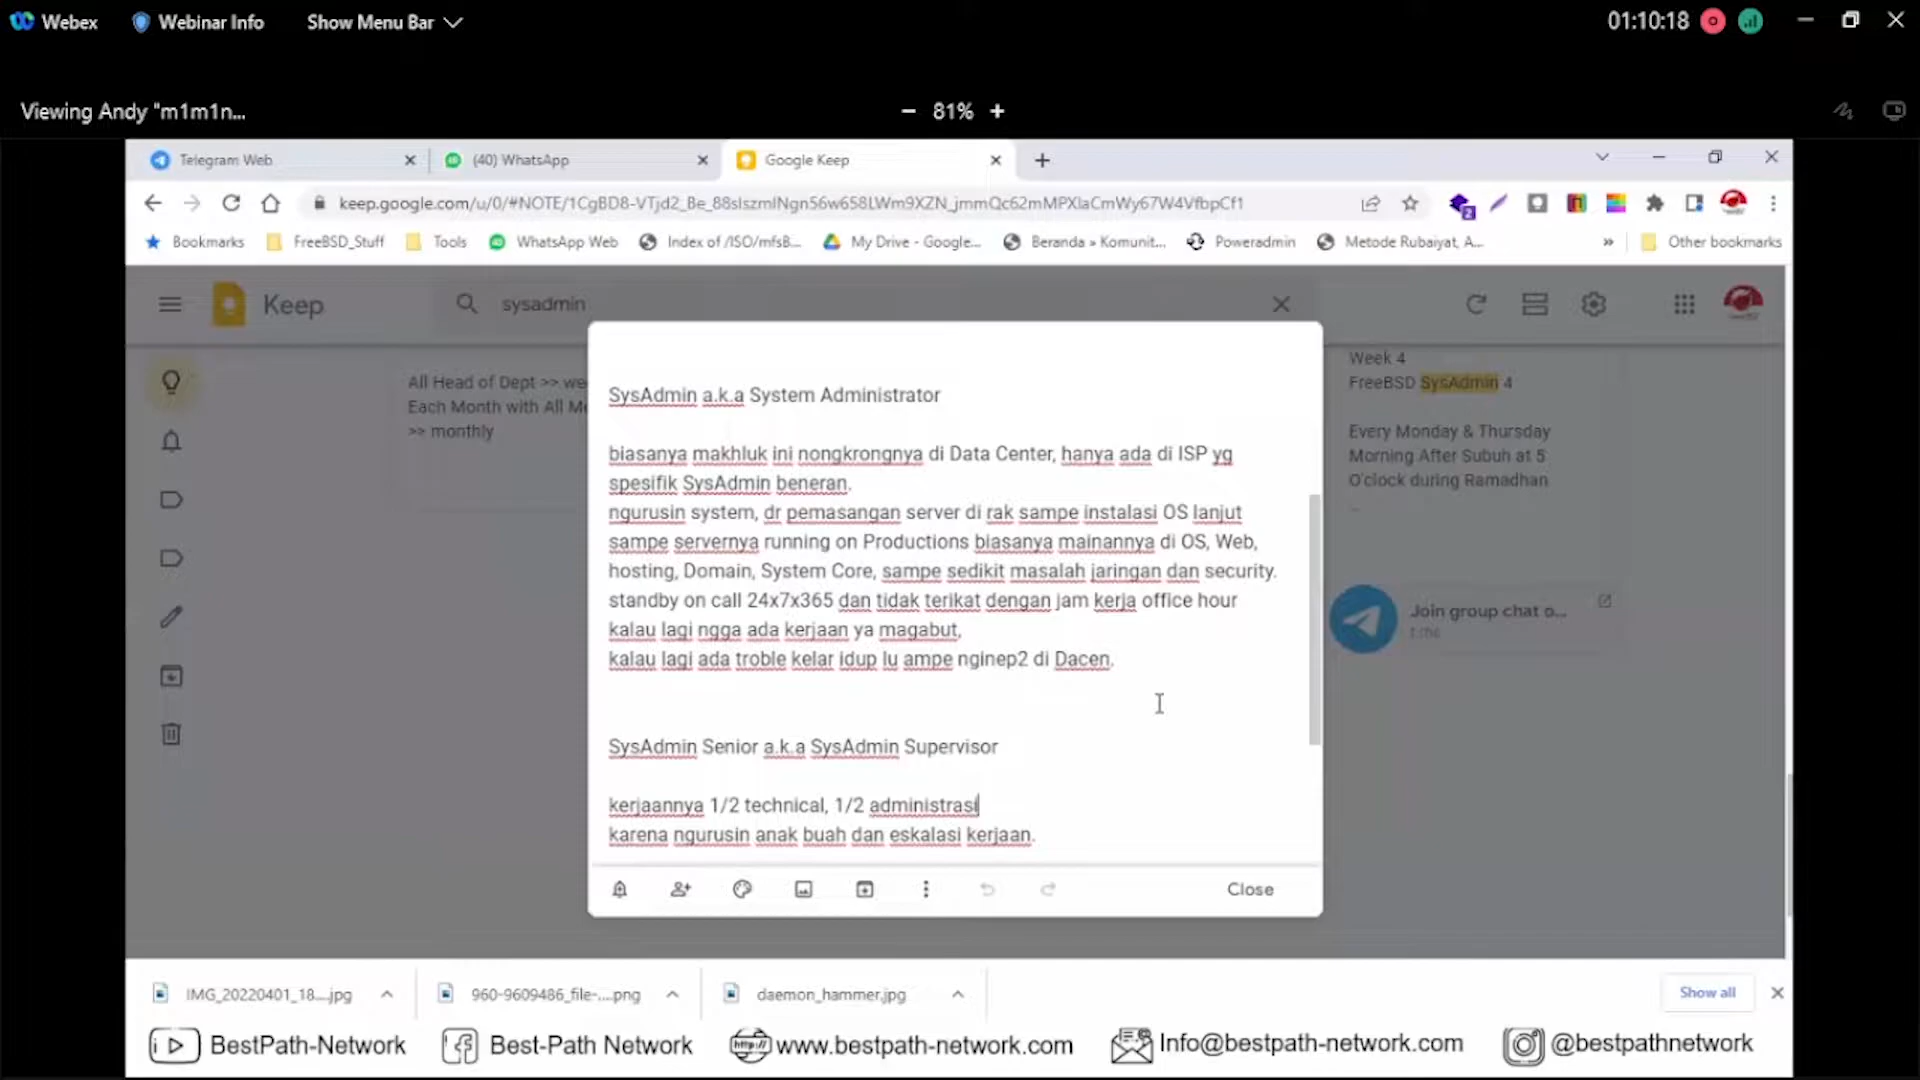 Webex Webinar Info Show Menu Bar 01:10:18
Viewing Andy "m1m1n... 81%
Telegram Web (40) WhatsApp Google Keep
keep.google.com/u/0/#NOTE/
Bookmarks FreeBSD_Stuff Tools WhatsApp Web Index of /ISO/mfsB... My Drive - Google... Beranda » Komunit... Poweradmin Metode Rubaiyat, A... » Other bookmarks
Keep sysadmin
All Head of Dept >> we
Each Month with All Me
>> monthly
SysAdmin a.k.a System Administrator
biasanya makhluk ini nongkrongnya di Data Center, hanya ada di ISP yg
spesifik SysAdmin beneran.
ngurusin system, dr pemasangan server di rak sampe instalasi OS lanjut
sampe servernya running on Productions biasanya mainannya di OS, Web,
hosting, Domain, System Core, sampe sedikit masalah jaringan dan security.
standby on call 24x7x365 dan tidak terikat dengan jam kerja office hour
kalau lagi ngga ada kerjaan ya magabut,
kalau lagi ada troble kelar idup lu ampe nginep2 di Dacen.
SysAdmin Senior a.k.a SysAdmin Supervisor
kerjaannya 1/2 technical, 1/2 administrasi
karena ngurusin anak buah dan eskalasi kerjaan.
Close
Week 4
FreeBSD SysAdmin 4
Every Monday & Thursday
Morning After Subuh at 5
O'clock during Ramadhan
...
Join group chat o...
IMG_20220401_18....jpg 960-9609486_file-....png daemon_hammer.jpg Show all
BestPath-Network Best-Path Network http:// www.bestpath-network.com Info@bestpath-network.com @bestpathnetwork